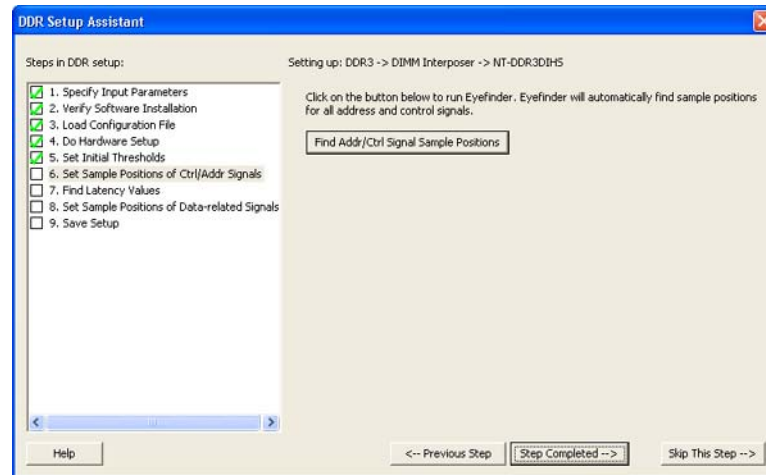 DDR Setup Assistant
Steps in DDR setup:
1. Specify Input Parameters
2. Verify Software Installation
3. Load Configuration File
4. Do Hardware Setup
5. Set Initial Thresholds
6. Set Sample Positions of Ctrl/Addr Signals
7. Find Latency Values
8. Set Sample Positions of Data-related Signals
9. Save Setup
Setting up: DDR3 -> DIMM Interposer -> NT-DDR3DIHS
Click on the button below to run Eyefinder. Eyefinder will automatically find sample positions
for all address and control signals.
Find Addr/Ctrl Signal Sample Positions
Help
<-- Previous Step
Step Completed -->
Skip This Step -->